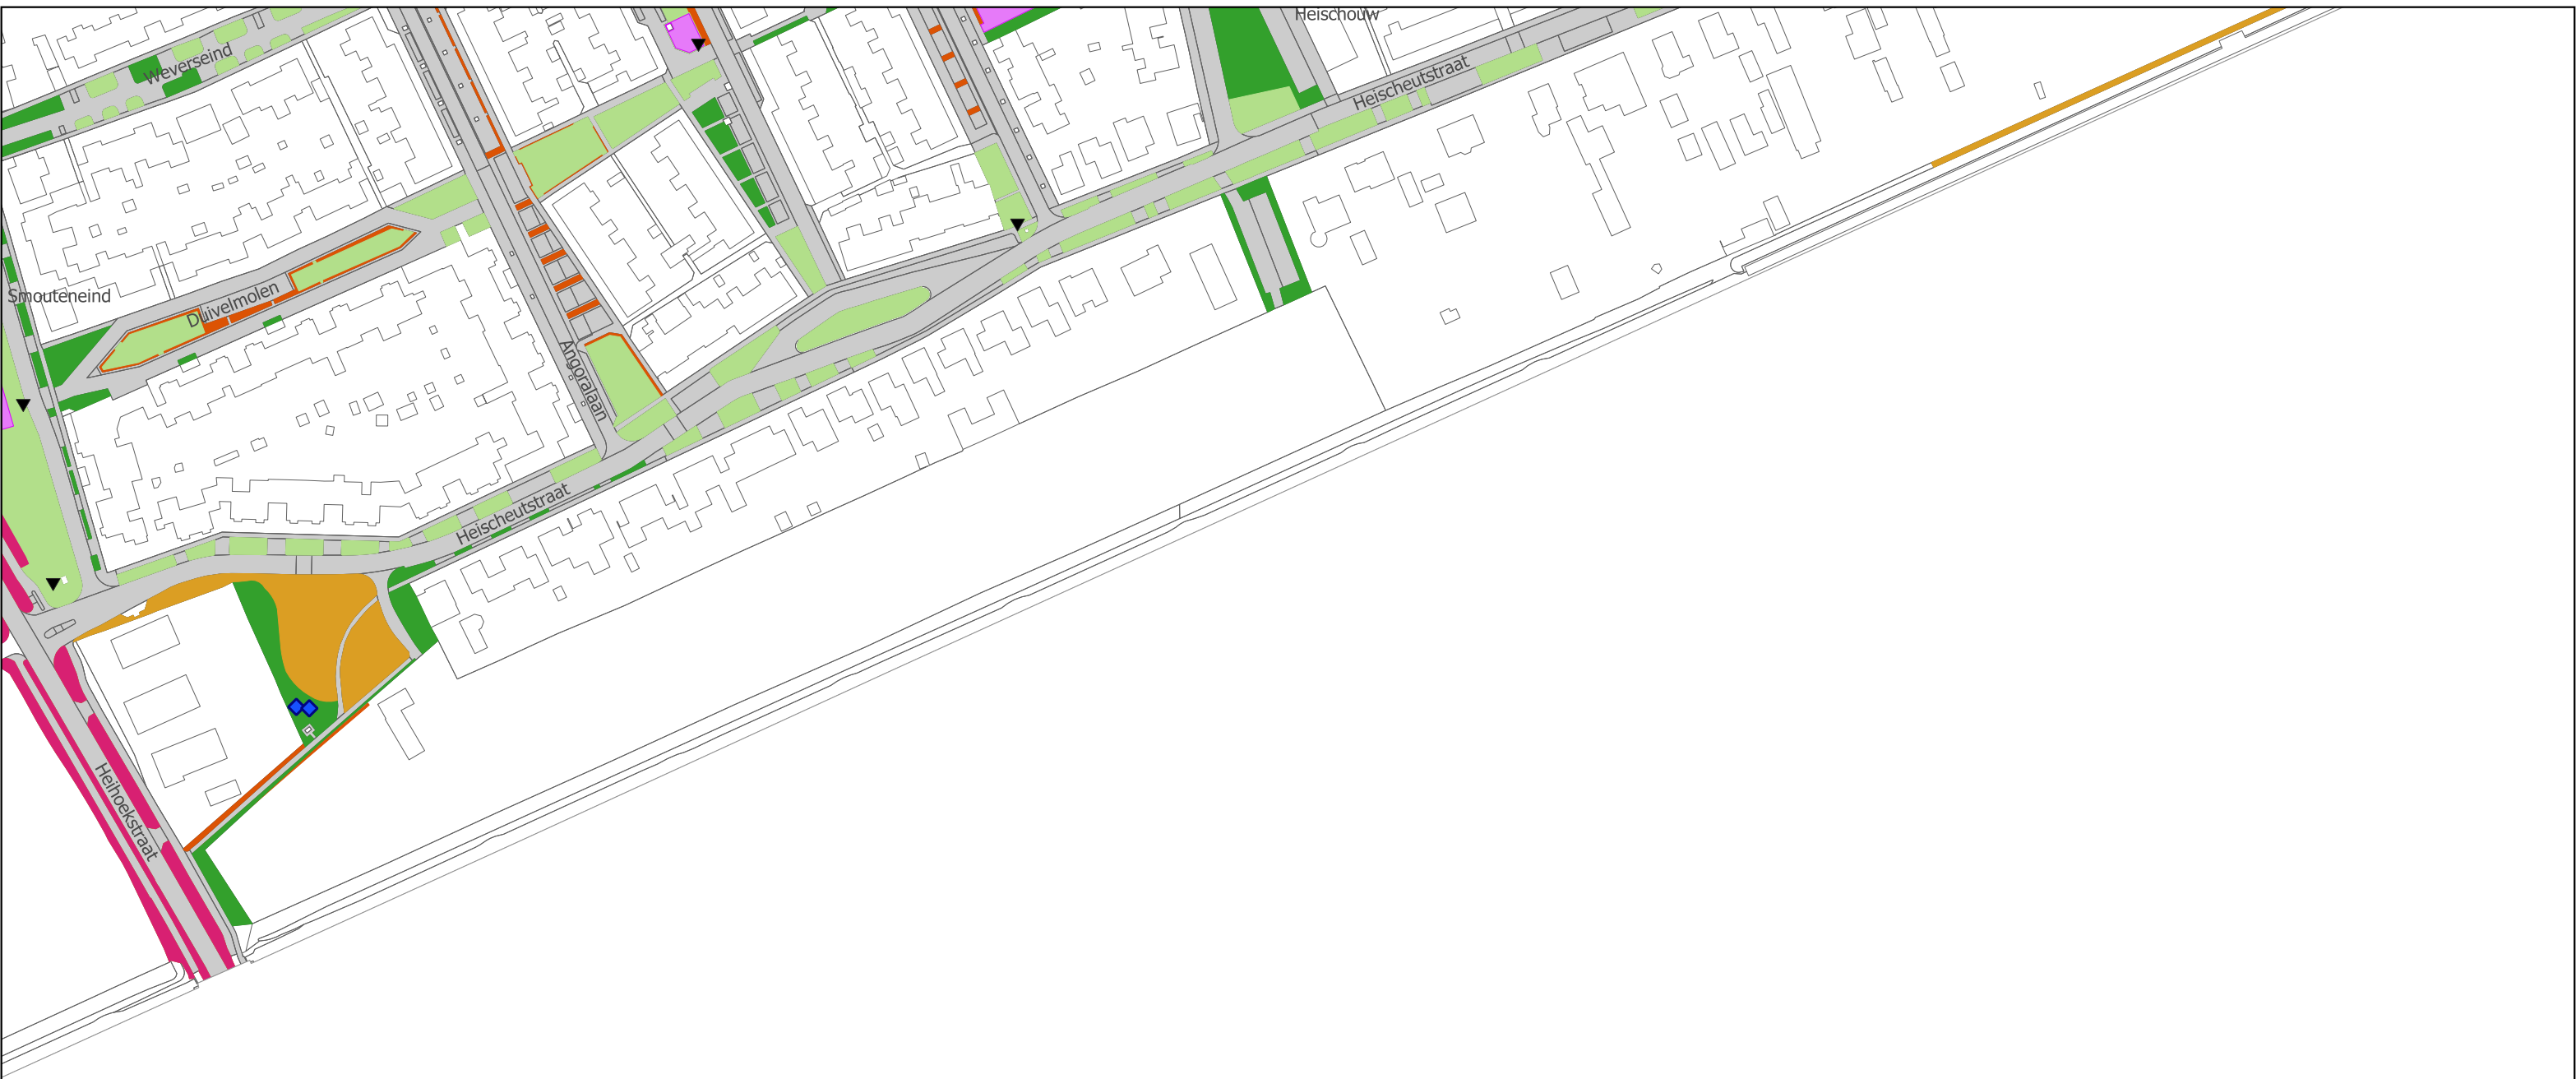 Heischouw
Weverseind
Heischeutstraat
Smouteneind
Duivelmolen
Angoralaan
Heischeutstraat
Heihoekstraat